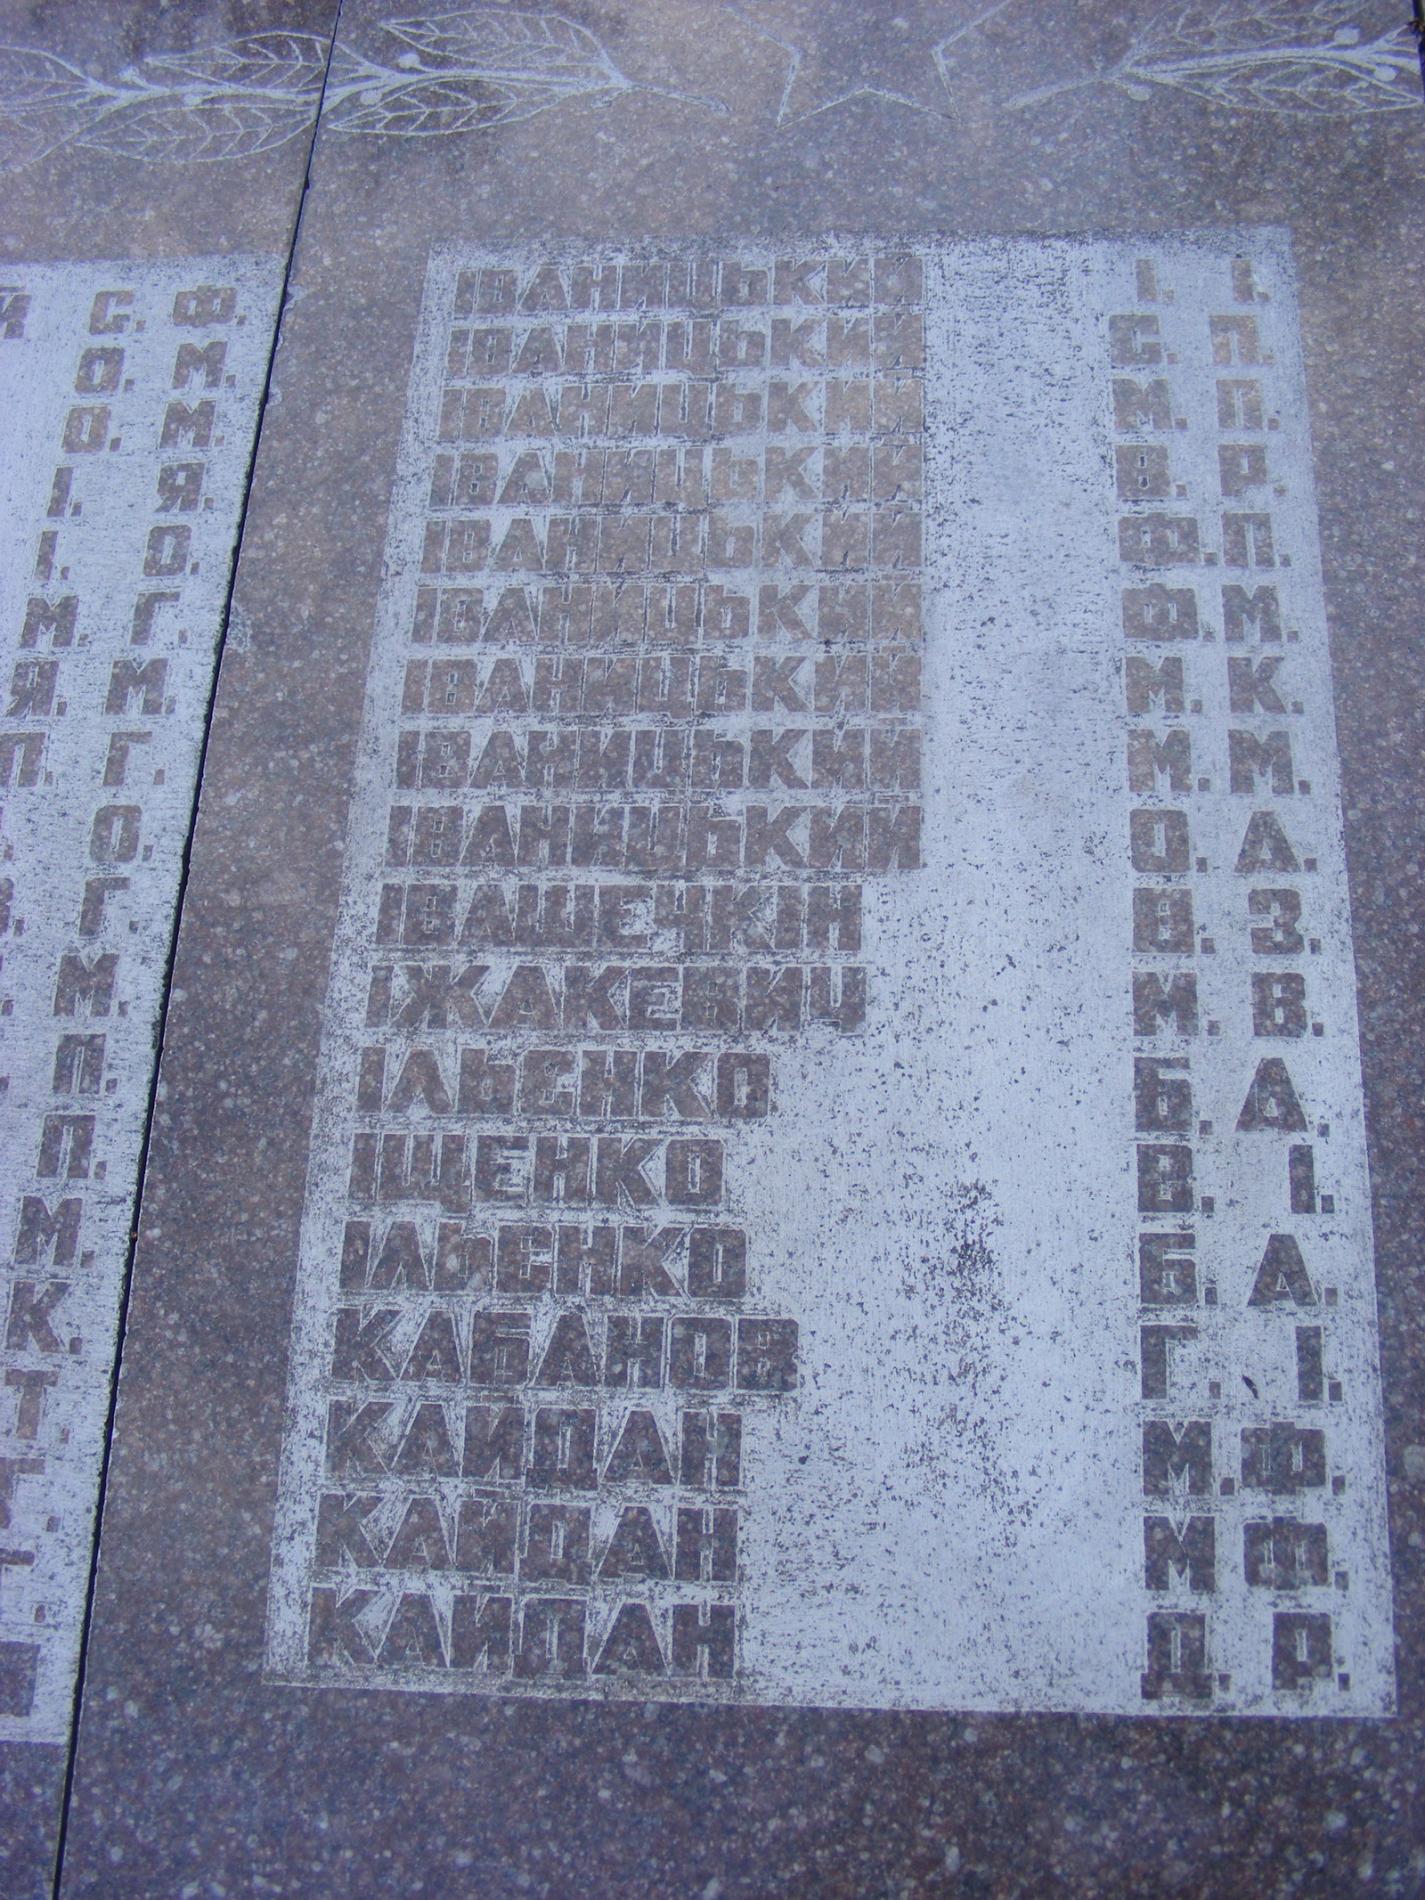 ІВАНИЦЬКИЙ І. І.
ІВАНИЦЬКИЙ С. П.
ІВАНИЦЬКИЙ М. П.
ІВАНИЦЬКИЙ В. Р.
ІВАНИЦЬКИЙ Ф. П.
ІВАНИЦЬКИЙ Ф. М.
ІВАНИЦЬКИЙ М. К.
ІВАНИЦЬКИЙ М. М.
ІВАНИЦЬКИЙ О. Д.
ІВАШЕЧКІН В. З.
ІЖАКЕВИЧ М. В.
ІЛЬЄНКО Б. Д.
ІЩЕНКО В. І.
ІЛЬЄНКО Б. А.
КАБАНОВ Г. І.
КАЙДАН М. Ф.
КАЙДАН М Ф.
КАЙДАН Д. Р.
Й С. Ф.
О. М.
О. М.
І. Я.
І. О.
М. Г.
Я. М.
П. Г.
О.
Г.
М.
П.
П.
М.
К.
Т.